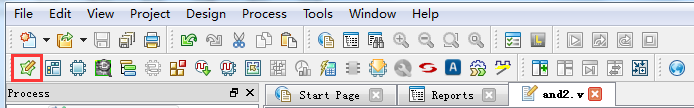 File Edit View Project Design Process Tools Window Help
Process Start Page Reports and2.v